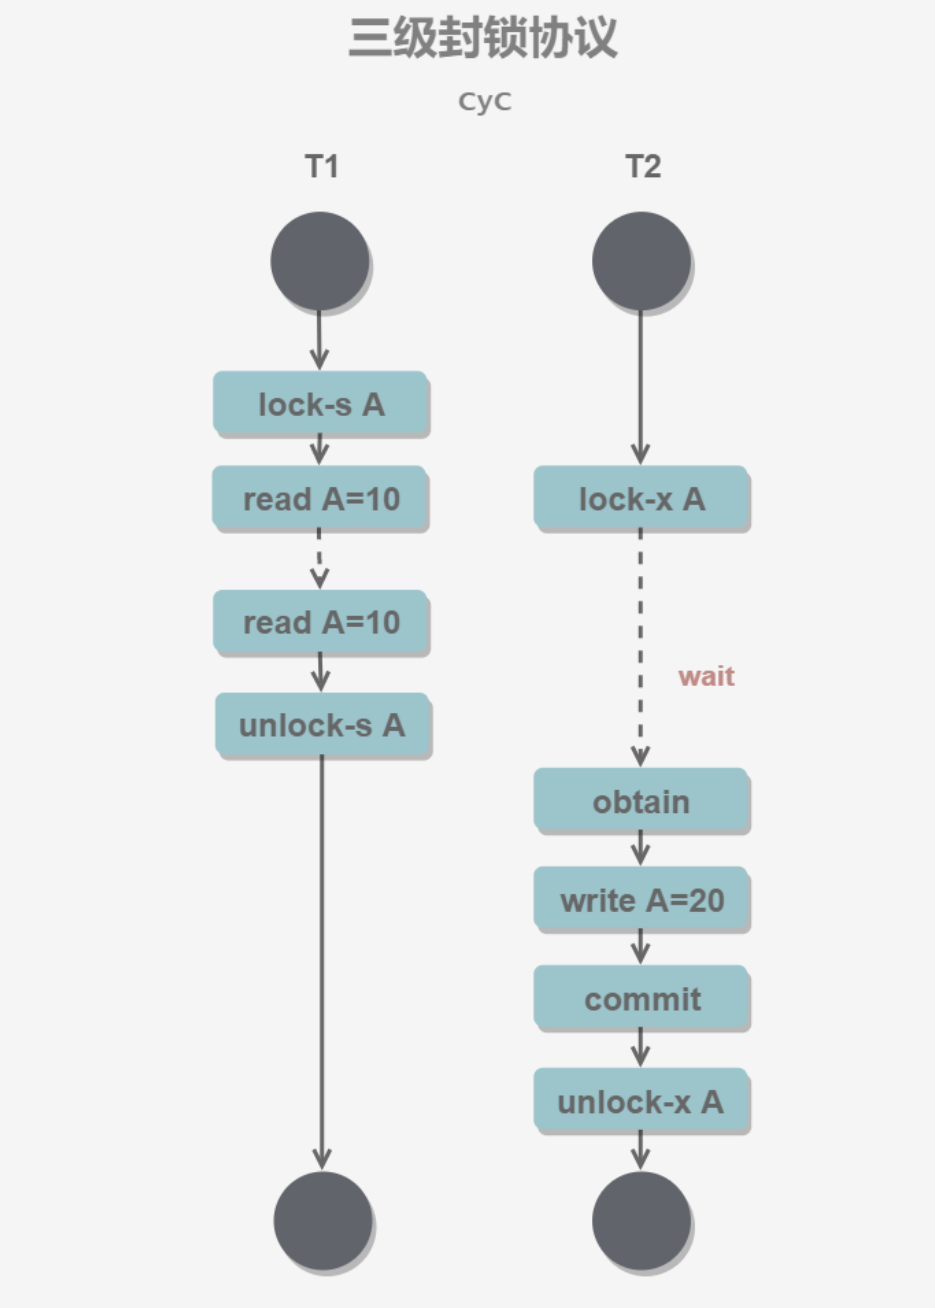 三级封锁协议
CyC
T1
T2
lock-s A
read A=10
lock-x A
read A=10
wait
unlock-s A
obtain
write A=20
commit
unlock-x A